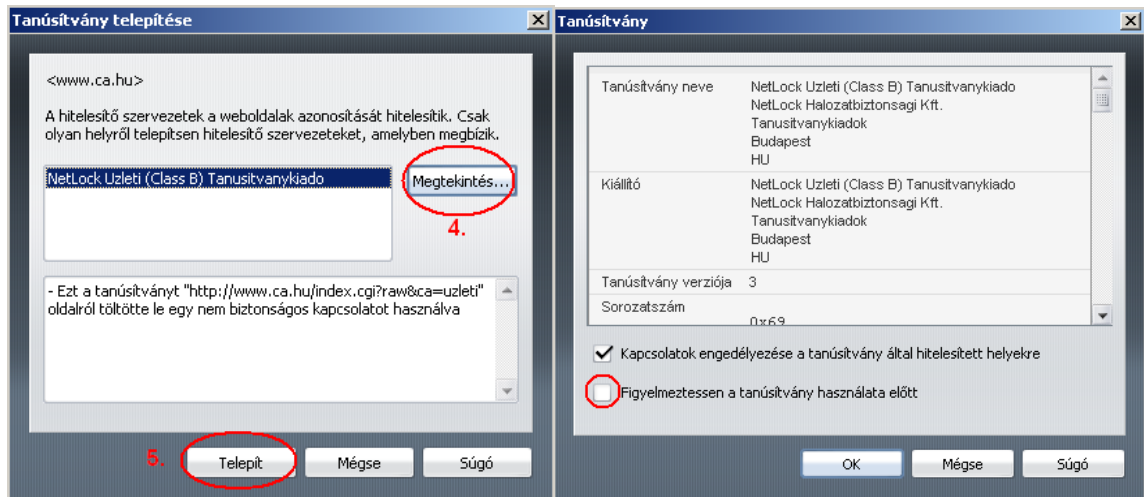 Tanúsítvány telepítése
<www.ca.hu>
A hitelesítő szervezetek a weboldalak azonosítását hitelesítik. Csak
olyan helyről telepítsen hitelesítő szervezeteket, amelyben megbízik.
NetLock Uzleti (Class B) Tanusitvanykiado
Megtekintés...
4.
- Ezt a tanúsítványt "http://www.ca.hu/index.cgi?raw&ca=uzleti"
oldalról töltötte le egy nem biztonságos kapcsolatot használva
5.
Telepít
Mégse
Súgó
Tanúsítvány
Tanúsítvány neve
NetLock Uzleti (Class B) Tanusitvanykiado
NetLock Halozatbiztonsagi Kft.
Tanusitvanykiadok
Budapest
HU
Kiállító
NetLock Uzleti (Class B) Tanusitvanykiado
NetLock Halozatbiztonsagi Kft.
Tanusitvanykiadok
Budapest
HU
Tanúsítvány verziója 3
Sorozatszám
0x69
Kapcsolatok engedélyezése a tanúsítvány által hitelesített helyekre
Figyelmeztessen a tanúsítvány használata előtt
OK
Mégse
Súgó